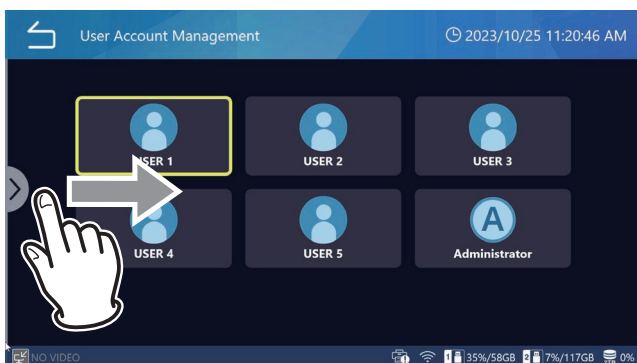 User Account Management
2023/10/25 11:20:46 AM
USER 1
USER 2
USER 3
USER 4
USER 5
A
Administrator
NO VIDEO
1 35%/58GB 2 7%/117GB 0%